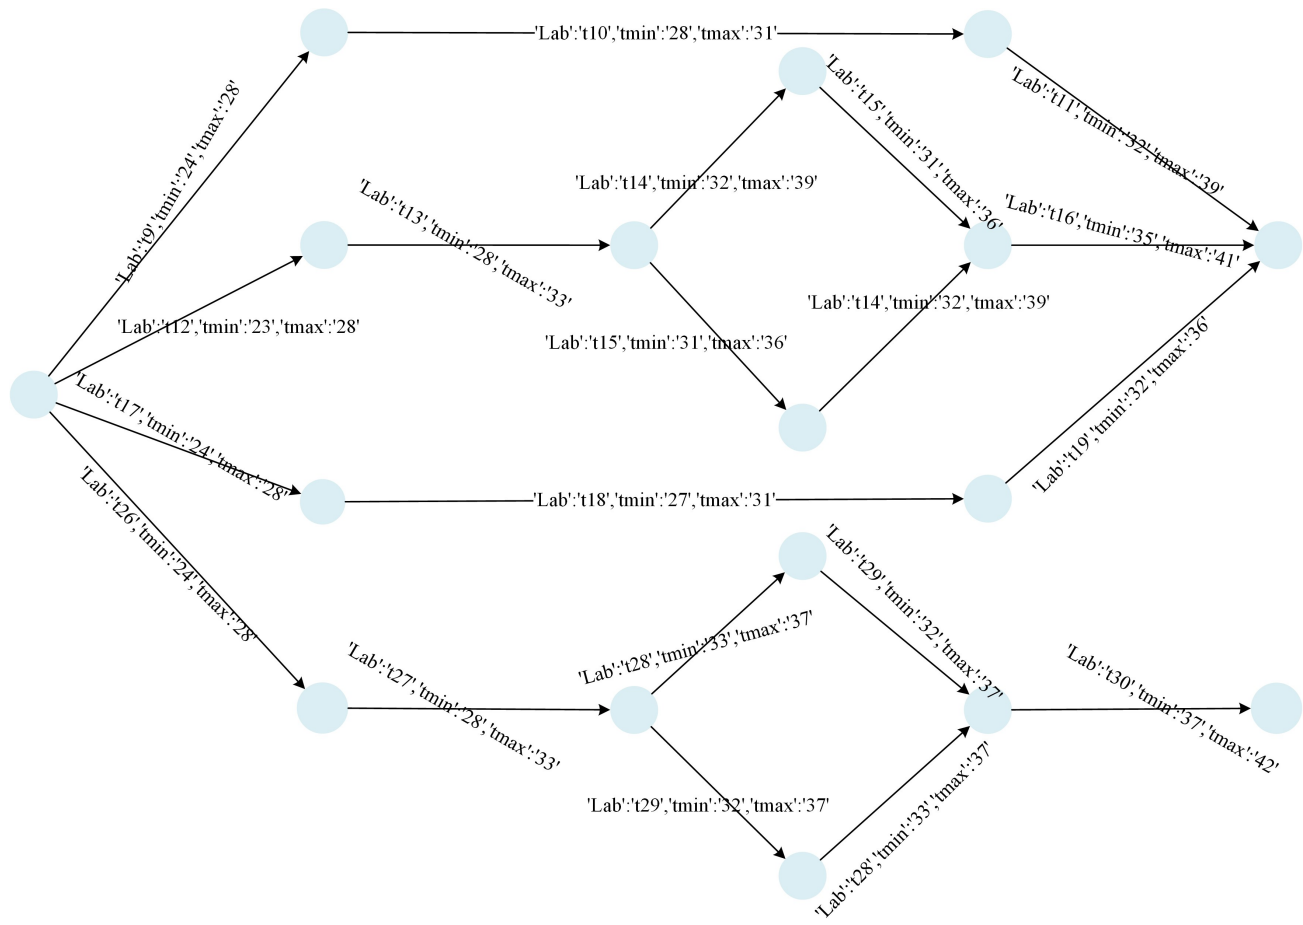 'Lab':'t10','tmin':'28','tmax':'31'
'Lab':'t9','tmin':'24','tmax':'28'
'Lab':'t15','tmin':'31','tmax':'36'
'Lab':'t11','tmin':'32','tmax':'39'
'Lab':'t14','tmin':'32','tmax':'39'
'Lab':'t13','tmin':'28','tmax':'33'
'Lab':'t16','tmin':'35','tmax':'41'
'Lab':'t12','tmin':'23','tmax':'28'
'Lab':'t15','tmin':'31','tmax':'36'
'Lab':'t14','tmin':'32','tmax':'39'
'Lab':'t17','tmin':'24','tmax':'28'
'Lab':'t19','tmin':'32','tmax':'36'
'Lab':'t18','tmin':'27','tmax':'31'
'Lab':'t26','tmin':'24','tmax':'28'
'Lab':'t29','tmin':'32','tmax':'37'
'Lab':'t28','tmin':'33','tmax':'37'
'Lab':'t27','tmin':'28','tmax':'33'
'Lab':'t30','tmin':'37','tmax':'42'
'Lab':'t29','tmin':'32','tmax':'37'
'Lab':'t28','tmin':'33','tmax':'37'